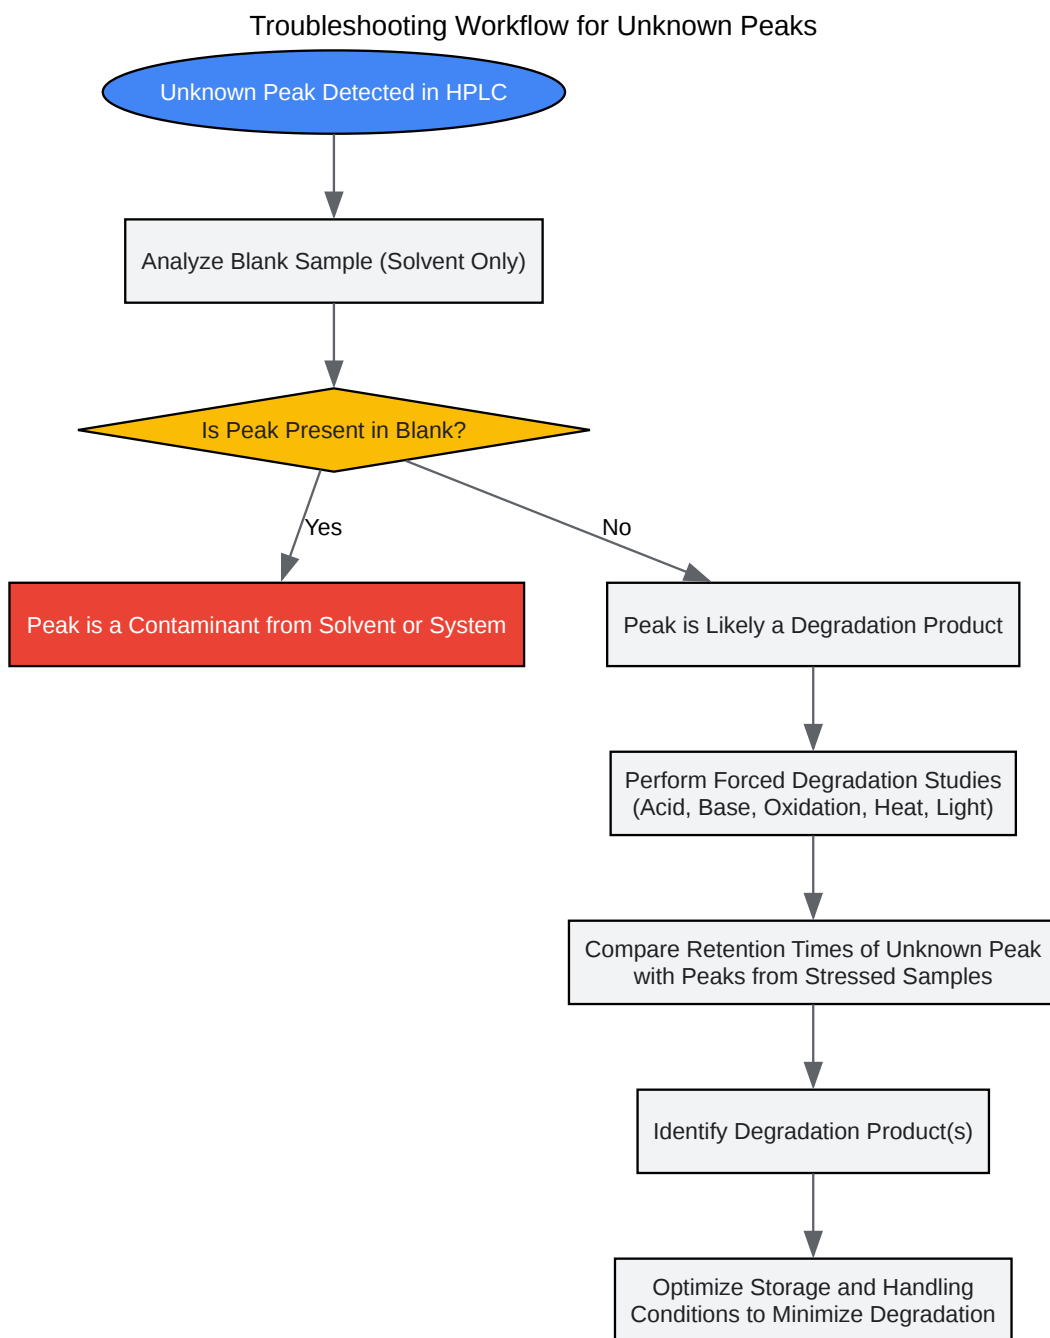 Troubleshooting Workflow for Unknown Peaks
Unknown Peak Detected in HPLC
Analyze Blank Sample (Solvent Only)
Is Peak Present in Blank?
Yes
No
Peak is a Contaminant from Solvent or System
Peak is Likely a Degradation Product
Perform Forced Degradation Studies
(Acid, Base, Oxidation, Heat, Light)
Compare Retention Times of Unknown Peak
with Peaks from Stressed Samples
Identify Degradation Product(s)
Optimize Storage and Handling
Conditions to Minimize Degradation